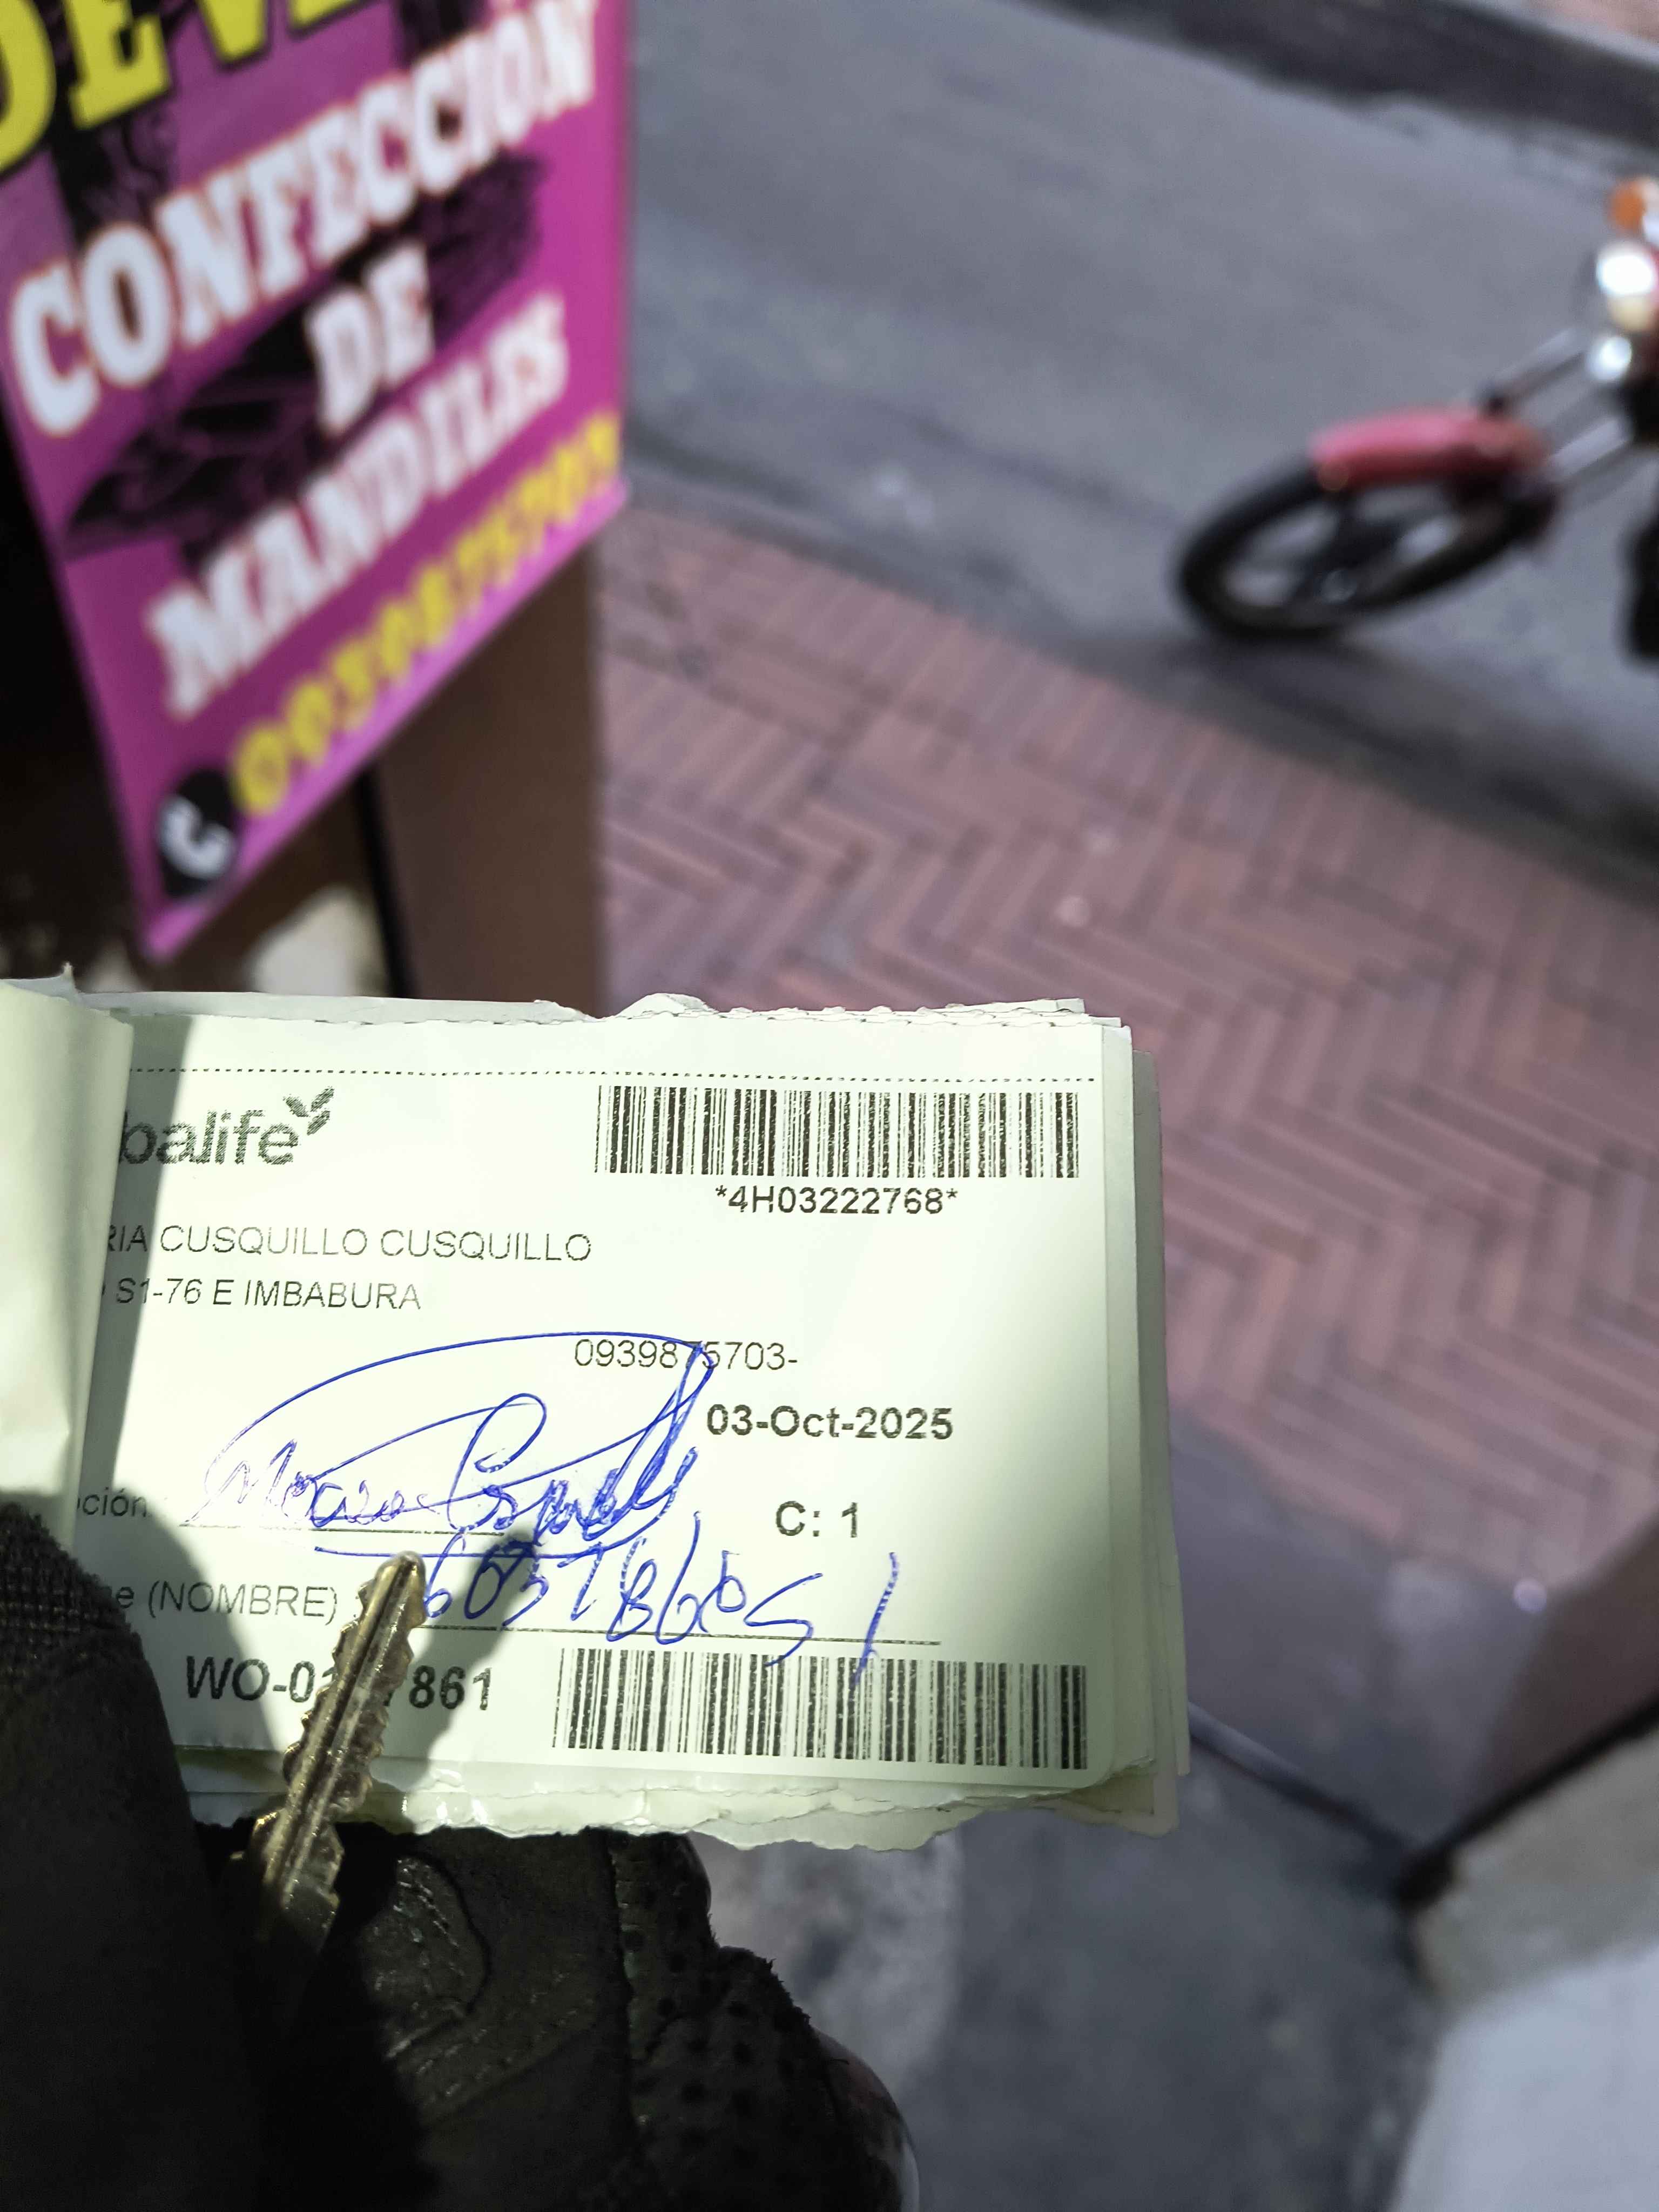 CONFECCIÓN
DE
MANDILES
balife
*4H03222768*
RIA CUSQUILLO CUSQUILLO
S1-76 E IMBABURA
0939875703-
03-Oct-2025
ción
C: 1
e (NOMBRE)
WO-0 861